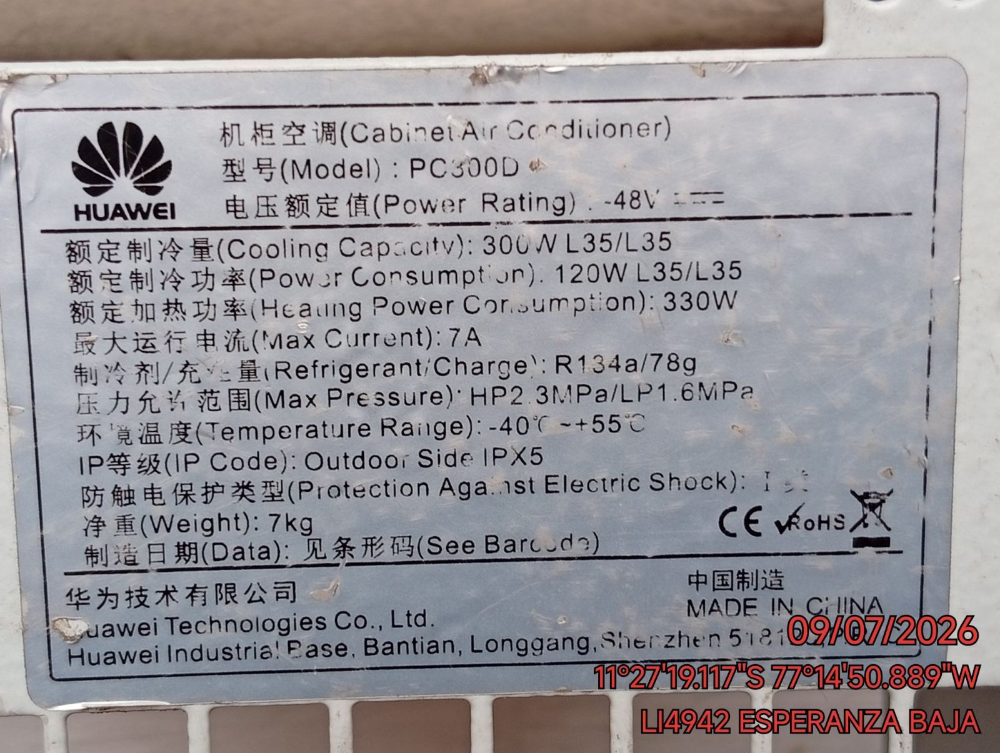 HUAWEI
机柜空调(Cabinet Air Conditioner)
型号(Model) : PC300D
电压额定值(Power Rating) : -48V
额定制冷量(Cooling Capacity): 300W L35/L35
额定制冷功率(Power Consumption): 120W L35/L35
额定加热功率(Heating Power Consumption): 330W
最大运行电流(Max Current): 7A
制冷剂/充注量(Refrigerant/Charge): R134a/78g
压力允许范围(Max Pressure): HP2.3MPa/LP1.6MPa
环境温度(Temperature Range): -40℃ ~+55℃
IP等级(IP Code): Outdoor Side IPX5
防触电保护类型(Protection Against Electric Shock): I 类
净重(Weight): 7kg
制造日期(Data): 见条形码(See Barcode)
CE RoHS
华为技术有限公司
Huawei Technologies Co., Ltd.
Huawei Industrial Base, Bantian, Longgang, Shenzhen
中国制造
MADE IN CHINA
09/07/2026
11°27'19.117"S 77°14'50.889"W
LI4942 ESPERANZA BAJA